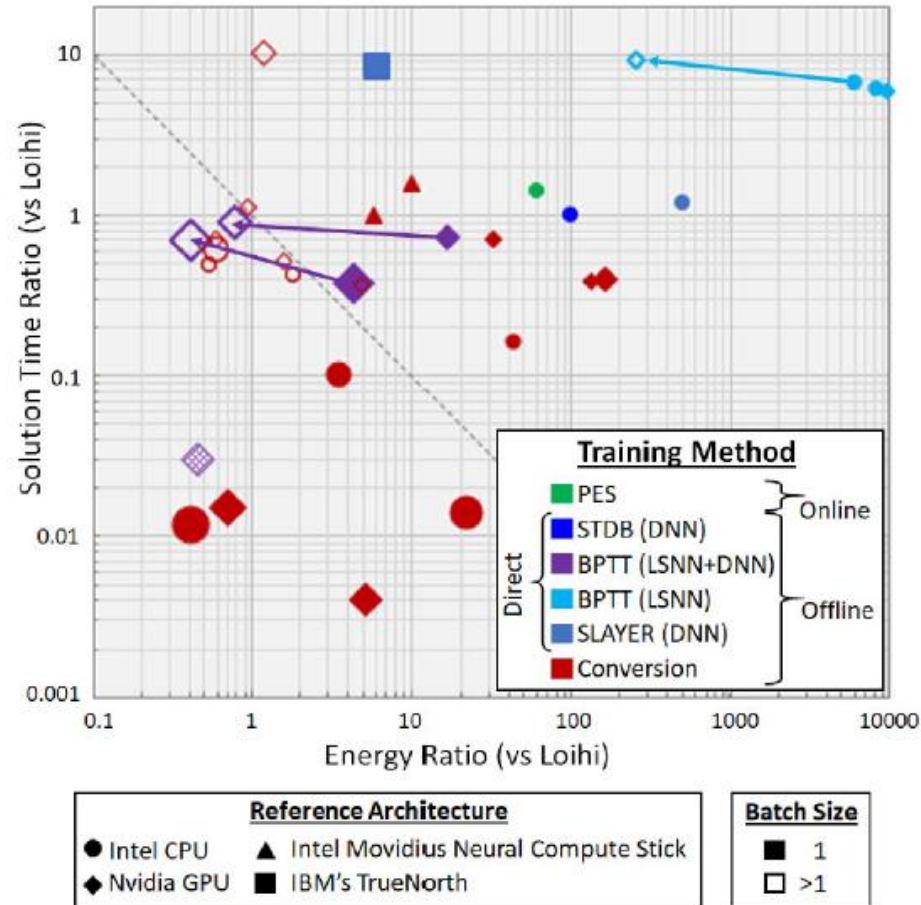 Solution Time Ratio (vs Loihi)
10
1
0.1
0.01
0.001
0.1
1
10
100
1000
10000
Energy Ratio (vs Loihi)
Training Method
PES
STDB (DNN)
BPTT (LSNN+DNN)
BPTT (LSNN)
SLAYER (DNN)
Conversion
Direct
Online
Offline
Reference Architecture
Intel CPU
Intel Movidius Neural Compute Stick
Nvidia GPU
IBM's TrueNorth
Batch Size
1
>1